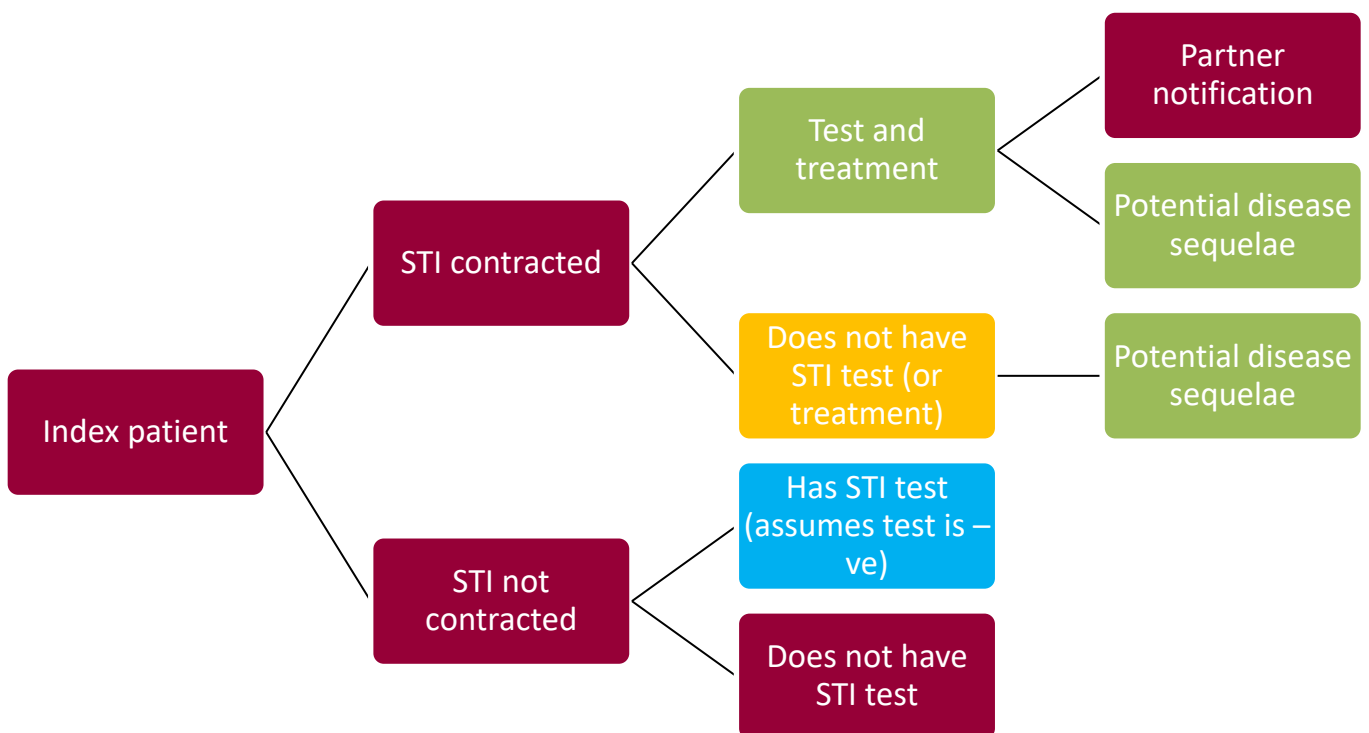 Partner
notification
Test and
treatment
Potential disease
sequelae
STI contracted
Does not have
STI test (or
treatment)
Potential disease
sequelae
Index patient
Has STI test
(assumes test is –
ve)
STI not
contracted
Does not have
STI test